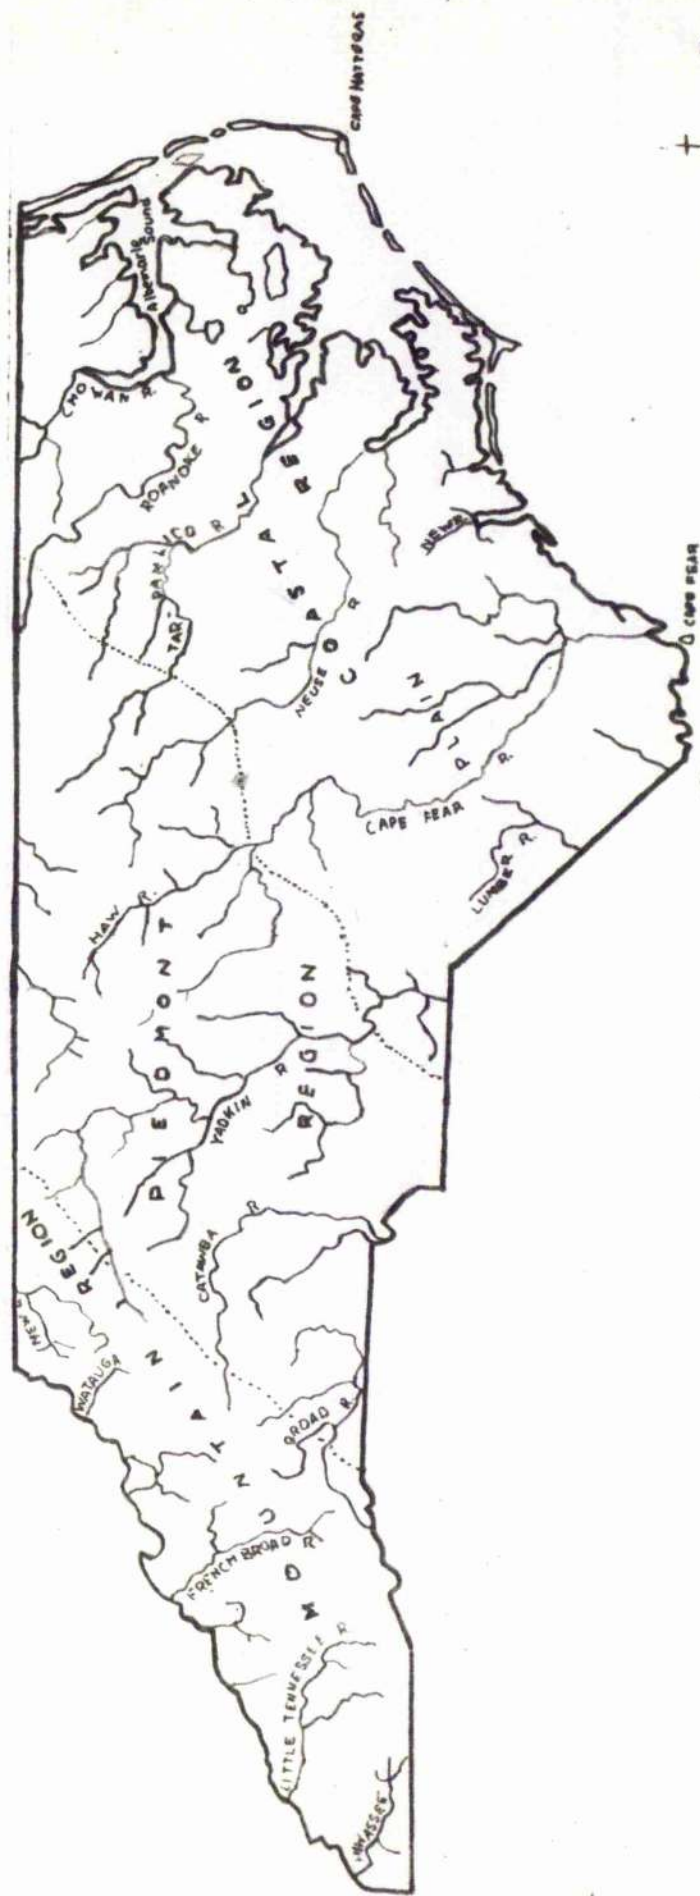 MOUNTAIN
REGION
PIEDMONT
REGION
COASTAL
PLAIN
REGION
HIWASSEE
LITTLE TENNESSEE R.
FRENCH BROAD R.
BROAD R.
WATAUGA
NEW R.
CATAWBA R.
YADKIN R.
HAW R.
LUMBER R.
CAPE FEAR R.
NEUSE R.
TAR-
PAMLICO R.
ROANOKE R.
CHOWAN R.
Albemarle
Sound
NEW R.
CAPE HATTERAS
CAPE FEAR